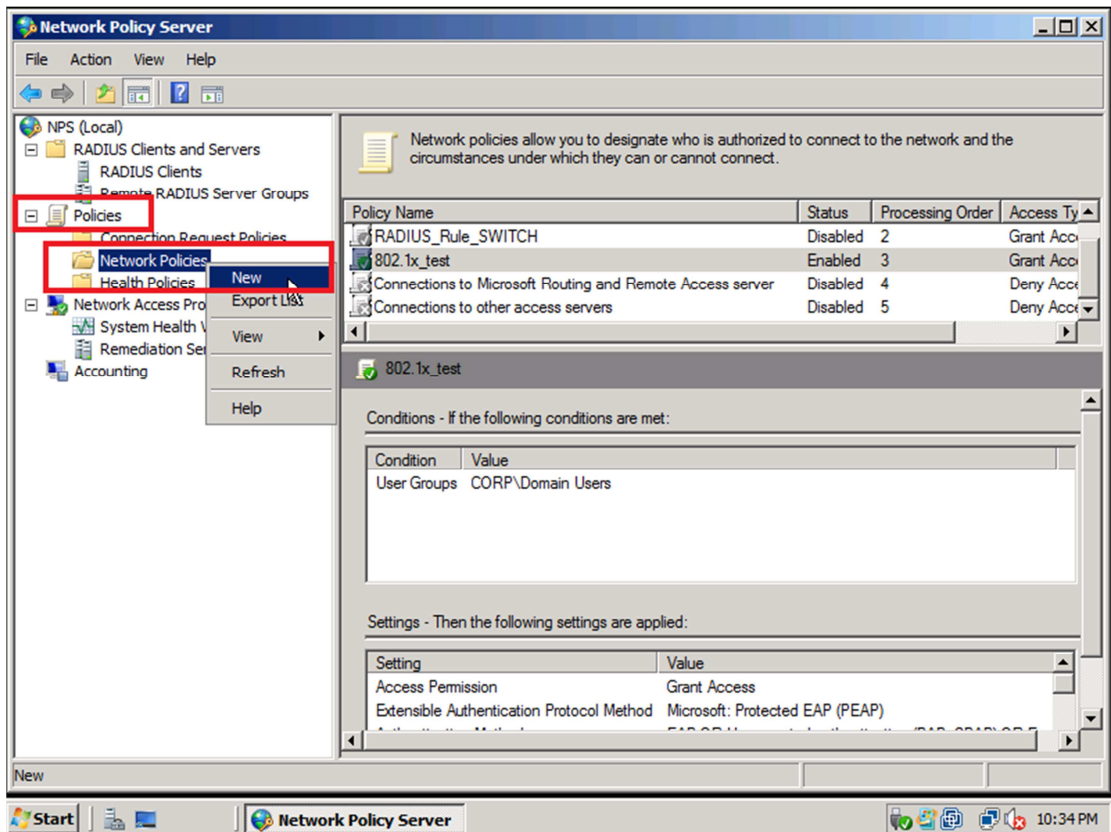 Network Policy Server
File Action View Help
NPS (Local)
RADIUS Clients and Servers
RADIUS Clients
Remote RADIUS Server Groups
Policies
Connection Request Policies
Network Policies
Health Policies
Network Access Pro
System Health
Remediation Ser
Accounting
New
Export List
View
Refresh
Help
Network policies allow you to designate who is authorized to connect to the network and the
circumstances under which they can or cannot connect.
Policy Name Status Processing Order Access Ty
RADIUS_Rule_SWITCH Disabled 2 Grant Acc
802.1x_test Enabled 3 Grant Acc
Connections to Microsoft Routing and Remote Access server Disabled 4 Deny Acce
Connections to other access servers Disabled 5 Deny Acce
802.1x_test
Conditions - If the following conditions are met:
Condition Value
User Groups CORP\Domain Users
Settings - Then the following settings are applied:
Setting Value
Access Permission Grant Access
Extensible Authentication Protocol Method Microsoft: Protected EAP (PEAP)
New
Start Network Policy Server 10:34 PM